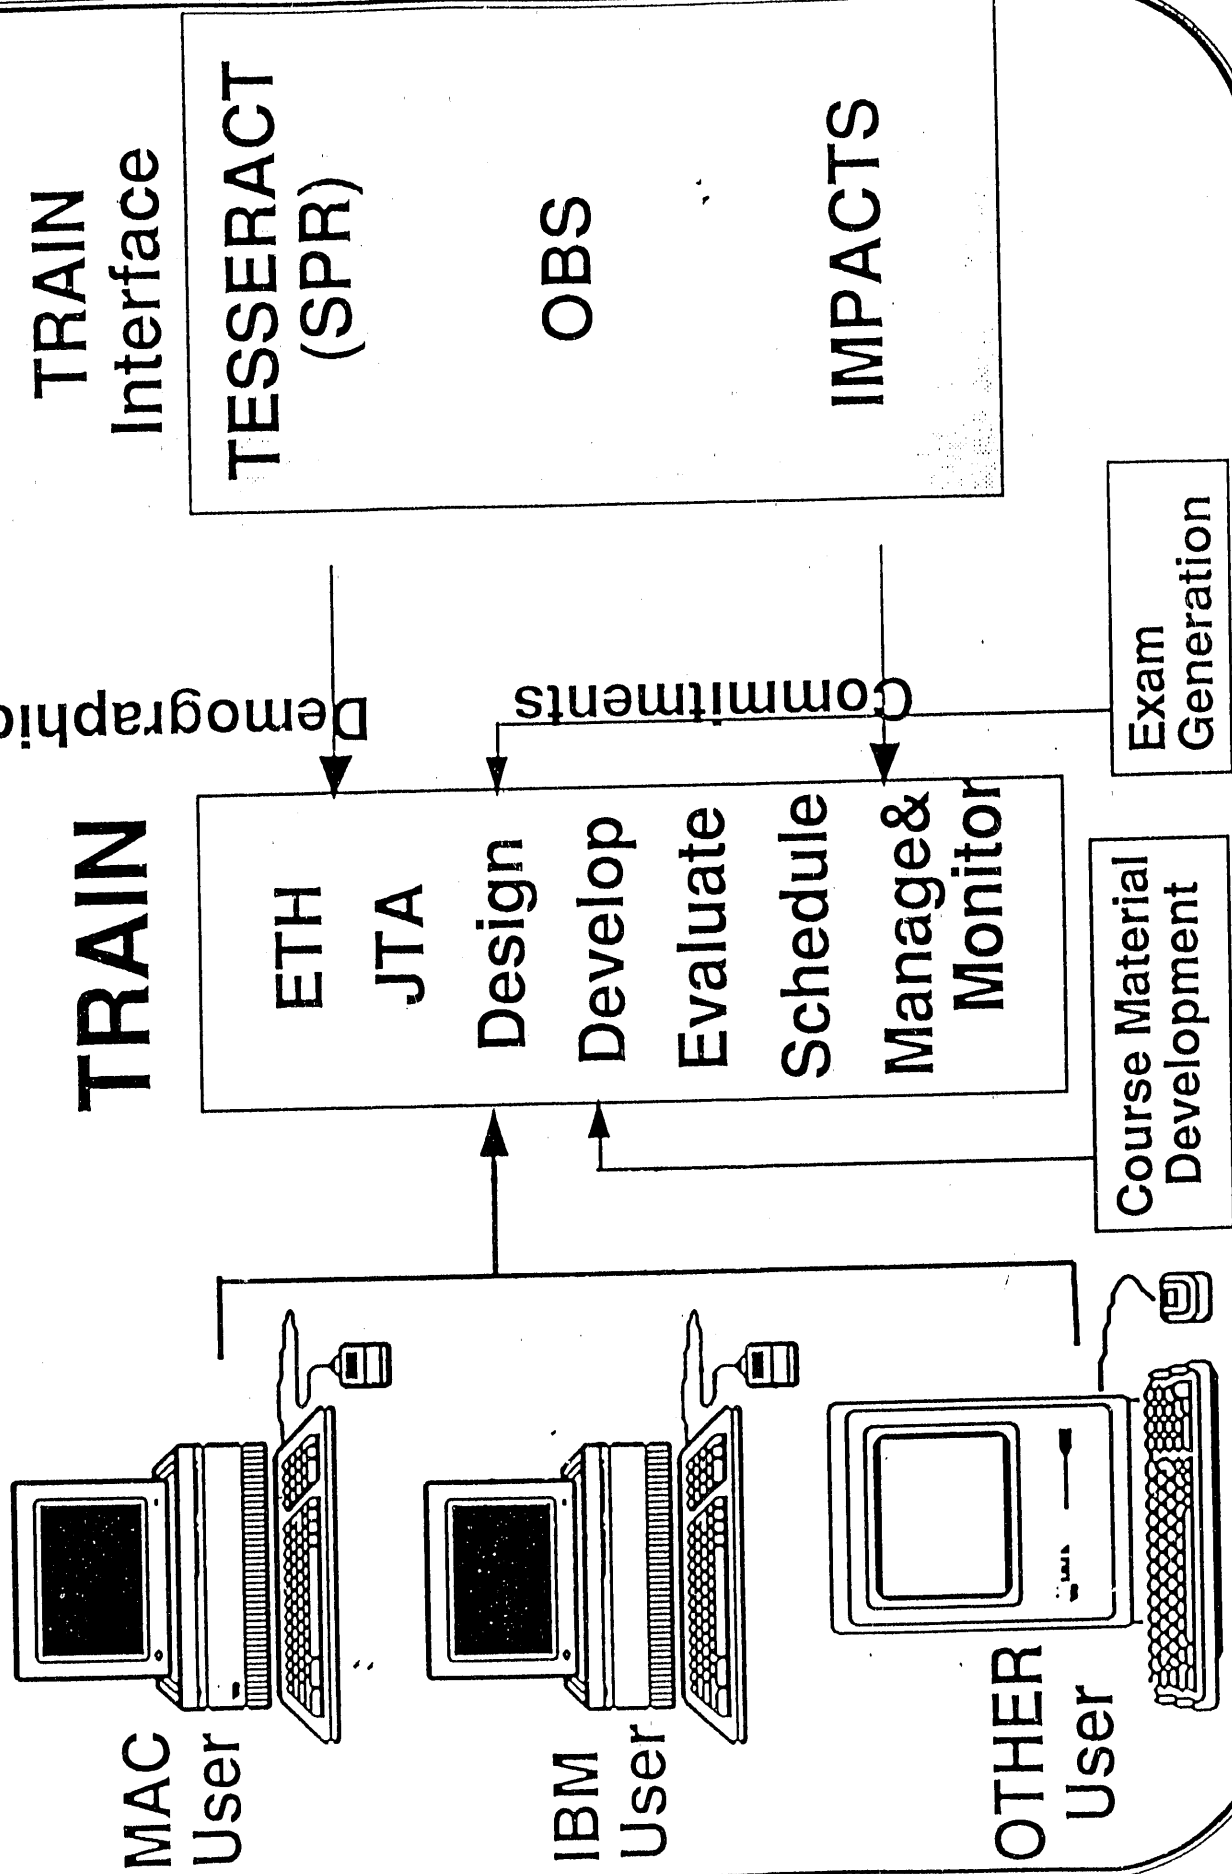 MAC
User
IBM
User
OTHER
User
TRAIN
ETH
JTA
Design
Develop
Evaluate
Schedule
Manage&
Monitor
Course Material
Development
Exam
Generation
Commitments
TRAIN
Interface
TESSERACT
(SPR)
OBS
IMPACTS